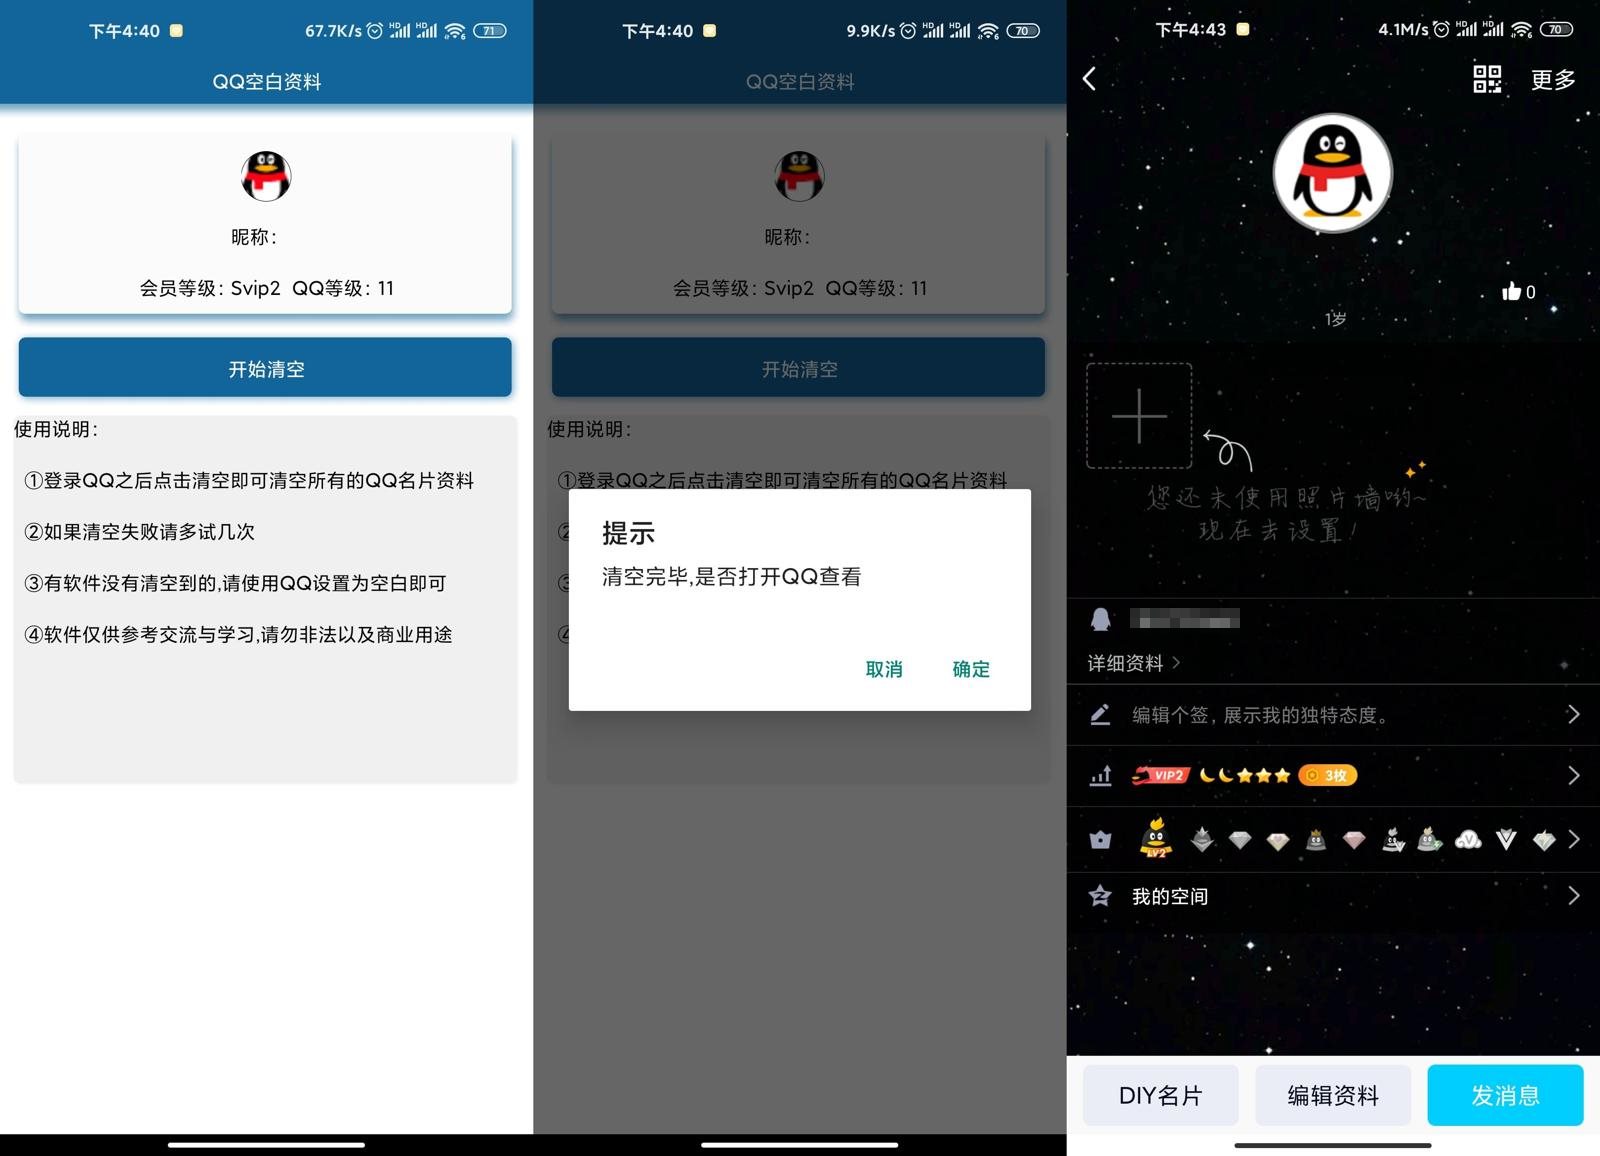 下午4:40
67.7K/s
HD
HD
6
71
QQ空白资料
昵称：
会员等级：Svip2 QQ等级：11
开始清空
使用说明：
①登录QQ之后点击清空即可清空所有的QQ名片资料
②如果清空失败请多试几次
③有软件没有清空到的,请使用QQ设置为空白即可
④软件仅供参考交流与学习,请勿非法以及商业用途
下午4:40
9.9K/s
HD
HD
6
70
QQ空白资料
昵称：
会员等级：Svip2 QQ等级：11
开始清空
使用说明：
①登录QQ之后点击清空即可清空所有的QQ名片资料
②
③
④
提示
清空完毕,是否打开QQ查看
取消
确定
下午4:43
4.1M/s
HD
HD
6
70
更多
0
1岁
您还未使用照片墙哟~
现在去设置！
详细资料
编辑个签，展示我的独特态度。
VIP2
3枚
LV2
我的空间
DIY名片
编辑资料
发消息